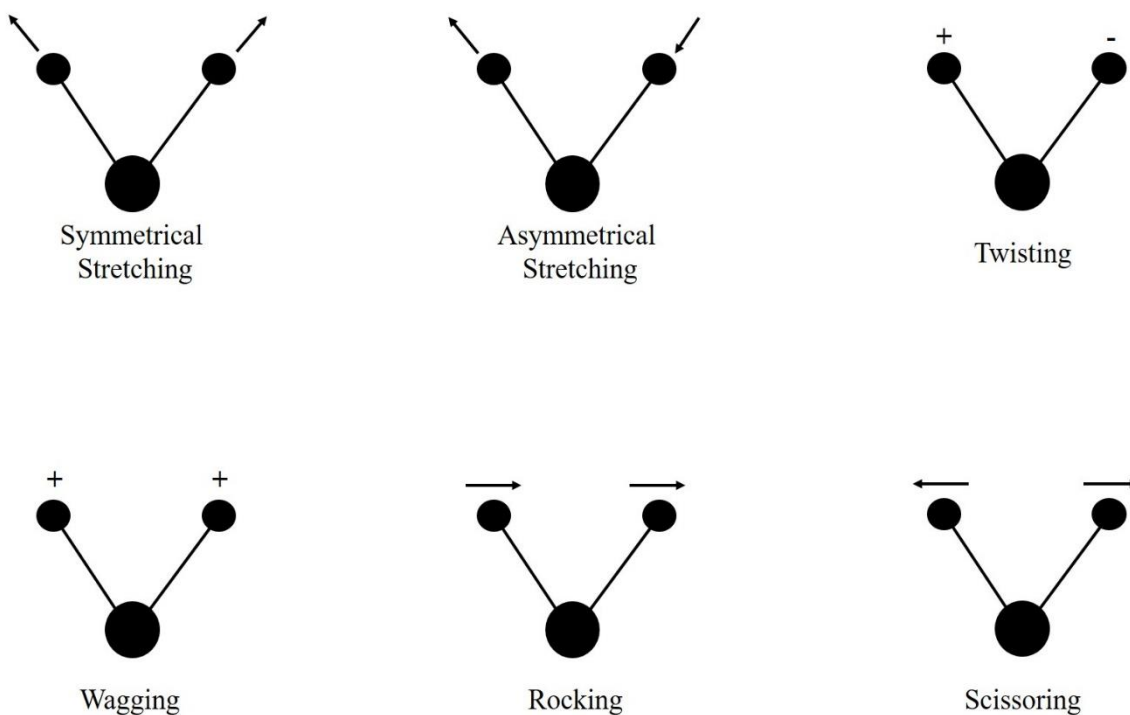 + -
Symmetrical
Stretching
Asymmetrical
Stretching
Twisting
+ +
Wagging
Rocking
Scissoring